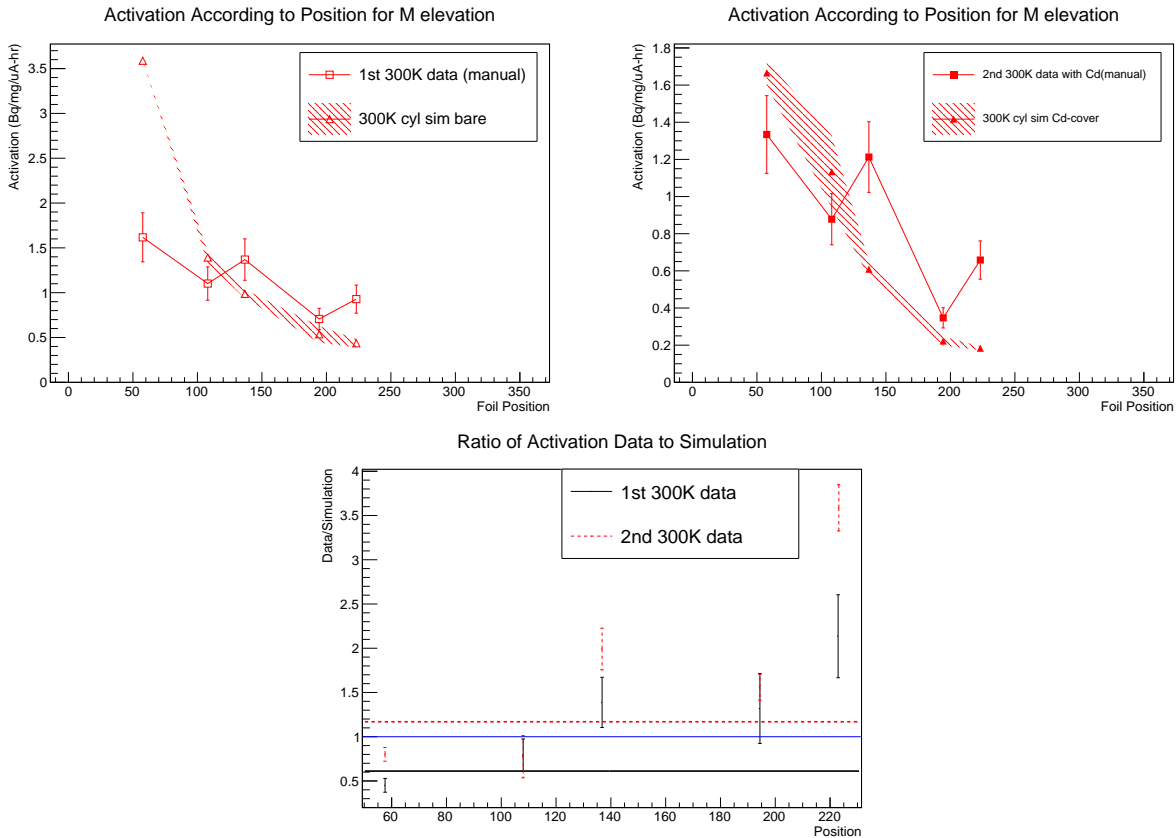 Activation According to Position for M elevation
Activation (Bq/mg/uA-hr)
3.5
3
2.5
2
1.5
1
0.5
0
0 50 100 150 200 250 300 350
Foil Position
1st 300K data (manual)
300K cyl sim bare
Activation According to Position for M elevation
Activation (Bq/mg/uA-hr)
1.8
1.6
1.4
1.2
1
0.8
0.6
0.4
0.2
0
0 50 100 150 200 250 300 350
Foil Position
2nd 300K data with Cd(manual)
300K cyl sim Cd-cover
Ratio of Activation Data to Simulation
Data/Simulation
4
3.5
3
2.5
2
1.5
1
0.5
60 80 100 120 140 160 180 200 220
Position
1st 300K data
2nd 300K data